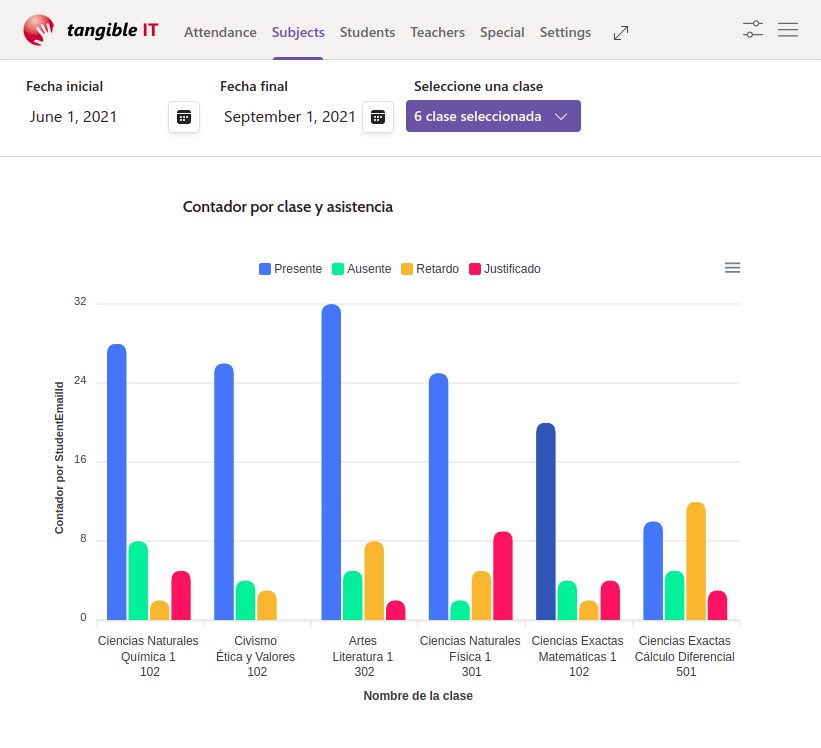 tangible IT
Attendance Subjects Students Teachers Special Settings
Fecha inicial Fecha final Seleccione una clase
June 1, 2021 September 1, 2021 6 clase seleccionada
Contador por clase y asistencia
Presente Ausente Retardo Justificado
32
24
16
8
0
Contador por StudentEmailId
Ciencias Naturales
Química 1
102
Civismo
Ética y Valores
102
Artes
Literatura 1
302
Ciencias Naturales
Física 1
301
Ciencias Exactas
Matemáticas 1
102
Ciencias Exactas
Cálculo Diferencial
501
Nombre de la clase